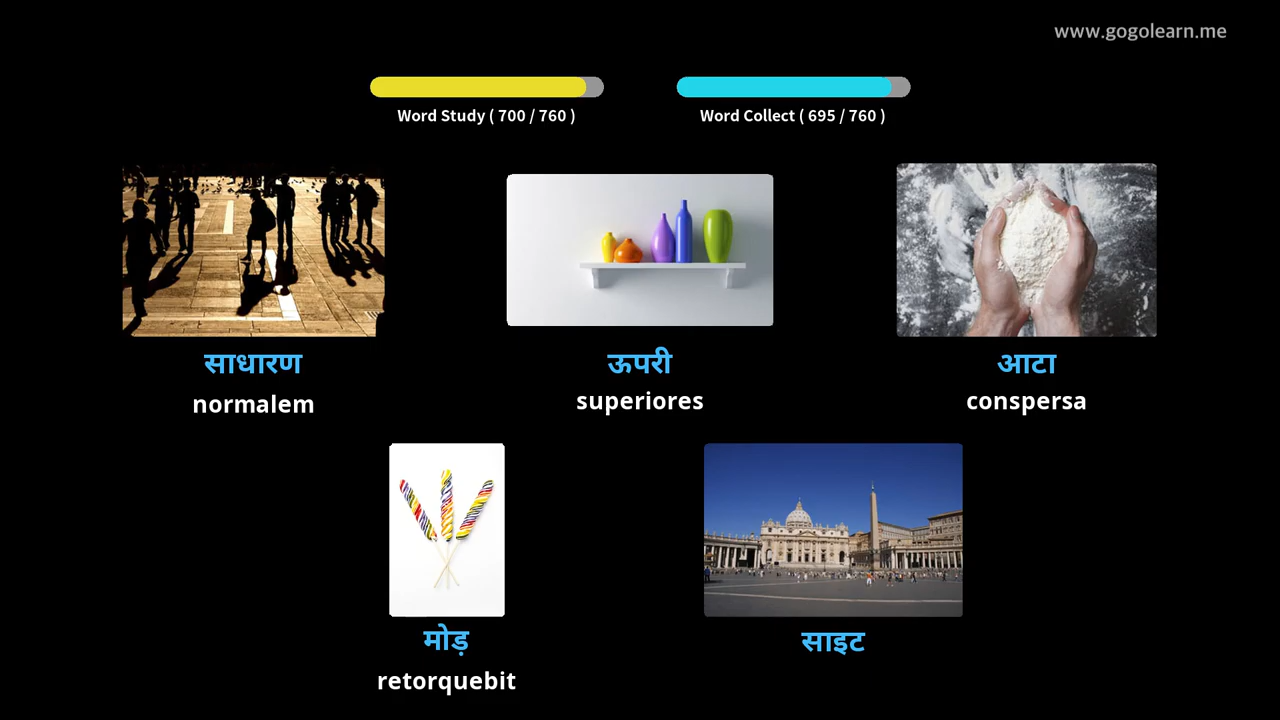 www.gogolearn.me
Word Study ( 700 / 760 )
Word Collect ( 695 / 760 )
साधारण
normalem
ऊपरी
superiores
आटा
conspersa
मोड़
retorquebit
साइट